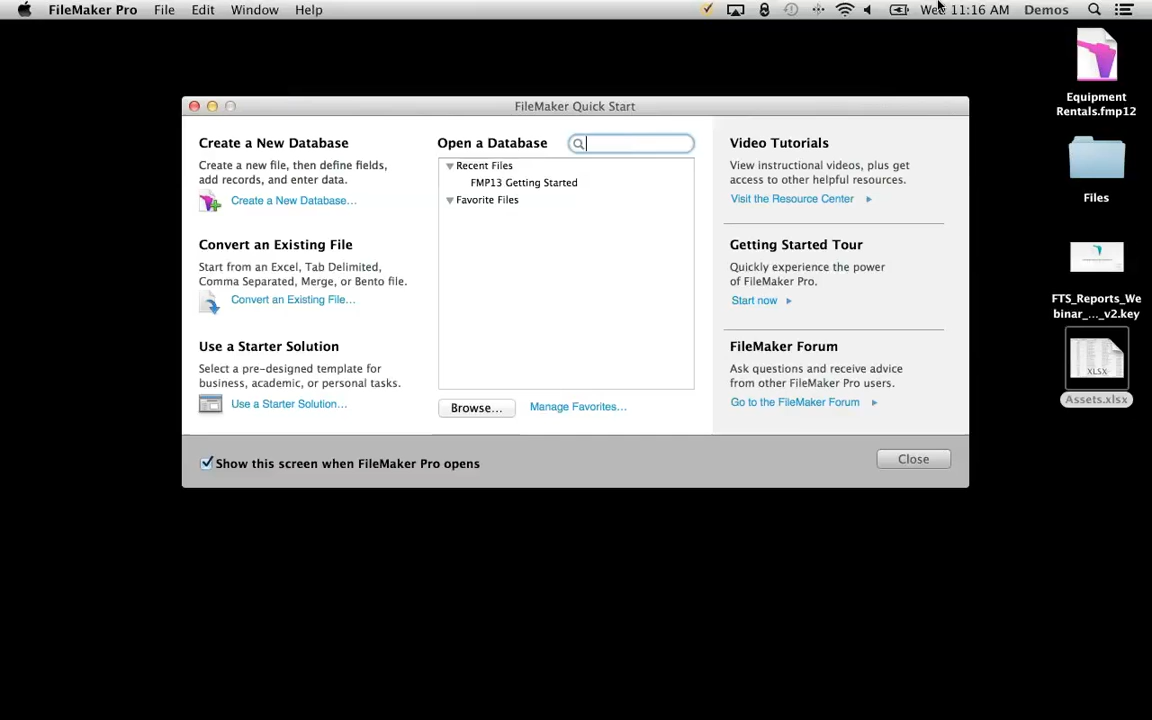 FileMaker Pro File Edit Window Help
11:16 AM Demos
Equipment
Rentals.fmp12
Files
FTS_Reports_We
binar_..._v2.key
XLSX
Assets.xlsx
FileMaker Quick Start
Create a New Database
Create a new file, then define fields,
add records, and enter data.
Create a New Database...
Convert an Existing File
Start from an Excel, Tab Delimited,
Comma Separated, Merge, or Bento file.
Convert an Existing File...
Use a Starter Solution
Select a pre-designed template for
business, academic, or personal tasks.
Use a Starter Solution...
Open a Database
Recent Files
FMP13 Getting Started
Favorite Files
Browse... Manage Favorites...
Video Tutorials
View instructional videos, plus get
access to other helpful resources.
Visit the Resource Center
Getting Started Tour
Quickly experience the power
of FileMaker Pro.
Start now
FileMaker Forum
Ask questions and receive advice
from other FileMaker Pro users.
Go to the FileMaker Forum
Show this screen when FileMaker Pro opens
Close